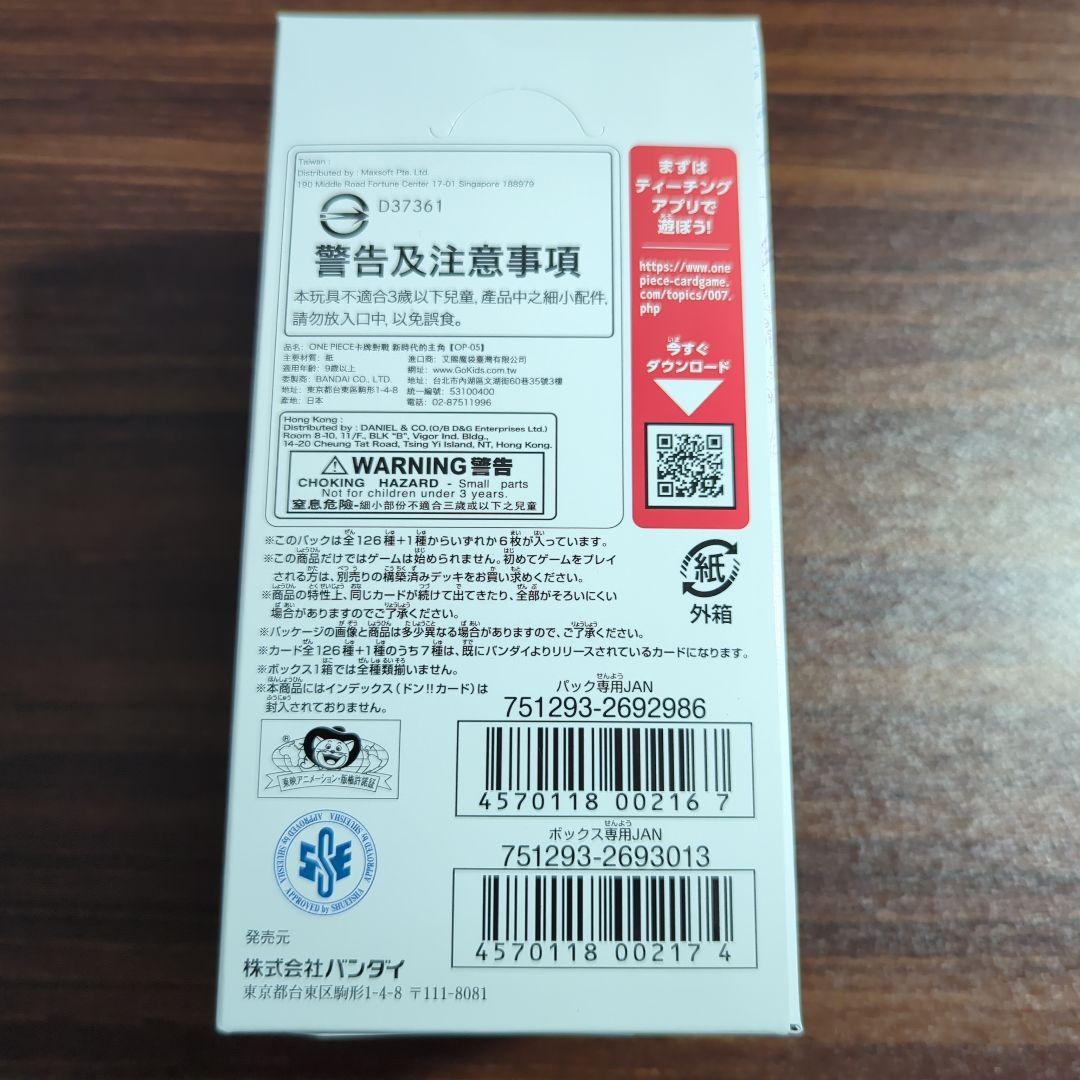 Taiwan :
Distributed by : Maxsoft Pte. Ltd.
190 Middle Road Fortune Center 17-01 Singapore 188979
D37361
警告及注意事項
本玩具不適合3歲以下兒童, 產品中之細小配件,
請勿放入口中, 以免誤食。
品名: ONE PIECE卡牌對戰 新時代的主角【OP-05】
主要材質: 紙
適用年齡: 9歲以上
委製商: BANDAI CO., LTD.
地址: 東京都台東區駒形1-4-8
產地: 日本
進口商: 艾閣魔袋臺灣有限公司
網址: www.GoKids.com.tw
地址: 台北市內湖區文湖街60巷35號3樓
統一編號: 53100400
電話: 02-87511996
Hong Kong :
Distributed by : DANIEL & CO.(O/B D&G Enterprises Ltd.)
Room 8-10, 11/F., BLK "B", Vigor Ind. Bldg.,
14-20 Cheung Tat Road, Tsing Yi Island, NT, Hong Kong.
WARNING 警告
CHOKING HAZARD - Small parts
Not for children under 3 years.
窒息危險-細小部份不適合三歲或以下之兒童
まずは
ティーチング
アプリで
遊ぼう!
https://www.one
piece-cardgame.
com/topics/007.
php
今すぐ
ダウンロード
紙
外箱
※このパックは全126種+1種からいずれか6枚が入っています。
※この商品だけではゲームは始められません。初めてゲームをプレイ
される方は、別売りの構築済みデッキをお買い求めください。
※商品の特性上、同じカードが続けて出てきたり、全部がそろいにくい
場合がありますのでご了承ください。
※パッケージの画像と商品は多少異なる場合がありますので、ご了承ください。
※カード全126種+1種のうち7種は、既にバンダイよりリリースされているカードになります。
※ボックス1箱では全種類揃いません。
※本商品にはインデックス(ドン!!カード)は
封入されておりません。
パック専用JAN
751293-2692986
4570118 00216 7
ボックス専用JAN
751293-2693013
4570118 00217 4
®
東映アニメーション・版権許諾証
APPROVED by SHUEISHA
発売元
株式会社バンダイ
東京都台東区駒形1-4-8 〒111-8081